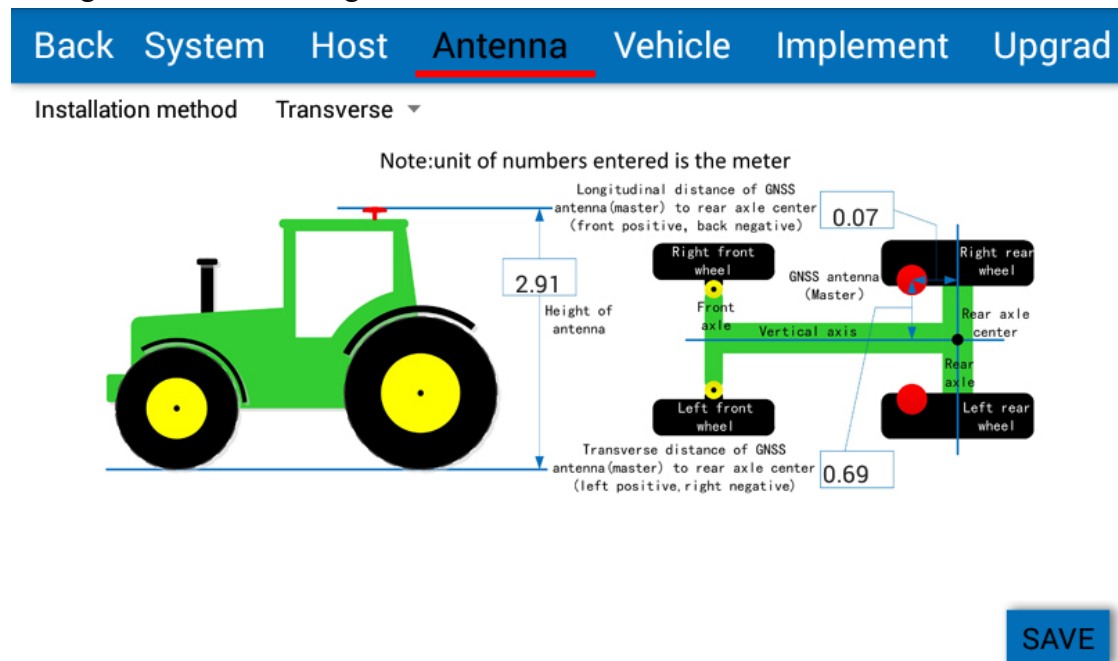 Back System Host Antenna Vehicle Implement Upgrad
Installation method Transverse
Note:unit of numbers entered is the meter
Longitudinal distance of GNSS
antenna(master) to rear axle center
(front positive, back negative)
0.07
Right front
wheel
GNSS antenna
(Master)
Right rear
wheel
2.91
Height of
antenna
Front
axle
Vertical axis
Rear axle
center
Rear
axle
Left front
wheel
Left rear
wheel
Transverse distance of GNSS
antenna(master) to rear axle center
(left positive,right negative)
0.69
SAVE